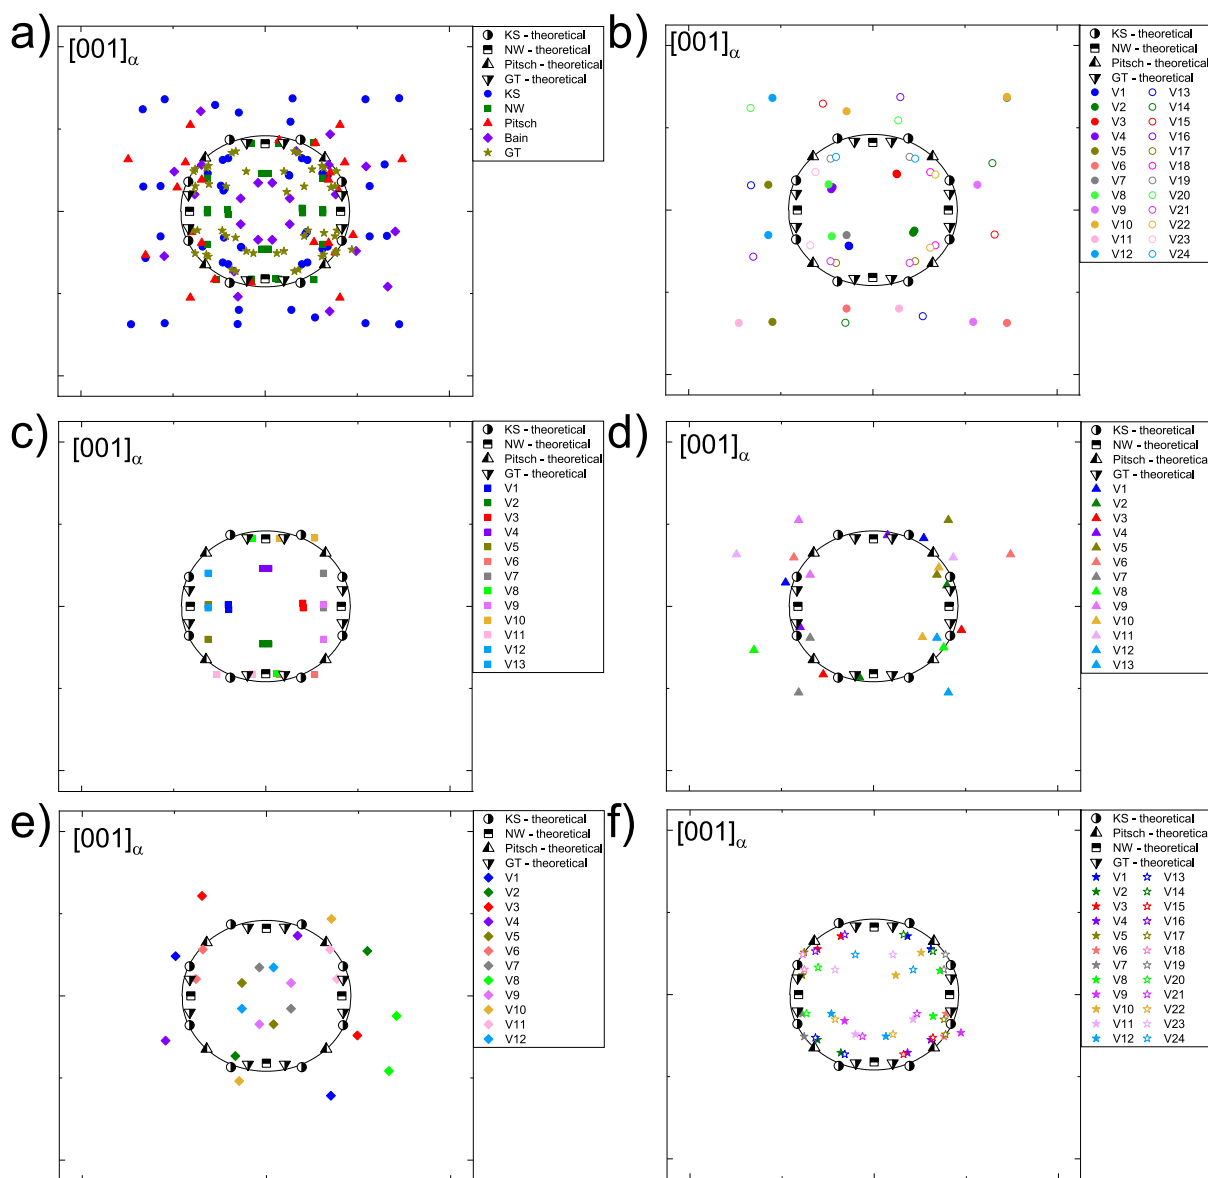 a)
[001]α
KS - theoretical
NW - theoretical
Pitsch - theoretical
GT - theoretical
KS
NW
Pitsch
Bain
GT
b)
[001]α
KS - theoretical
NW - theoretical
Pitsch - theoretical
GT - theoretical
V1 V13
V2 V14
V3 V15
V4 V16
V5 V17
V6 V18
V7 V19
V8 V20
V9 V21
V10 V22
V11 V23
V12 V24
c)
[001]α
KS - theoretical
NW - theoretical
Pitsch - theoretical
GT - theoretical
V1
V2
V3
V4
V5
V6
V7
V8
V9
V10
V11
V12
V13
d)
[001]α
KS - theoretical
NW - theoretical
Pitsch - theoretical
GT - theoretical
V1
V2
V3
V4
V5
V6
V7
V8
V9
V10
V11
V12
V13
e)
[001]α
KS - theoretical
NW - theoretical
Pitsch - theoretical
GT - theoretical
V1
V2
V3
V4
V5
V6
V7
V8
V9
V10
V11
V12
f)
[001]α
KS - theoretical
Pitsch - theoretical
NW - theoretical
GT - theoretical
V1 V13
V2 V14
V3 V15
V4 V16
V5 V17
V6 V18
V7 V19
V8 V20
V9 V21
V10 V22
V11 V23
V12 V24